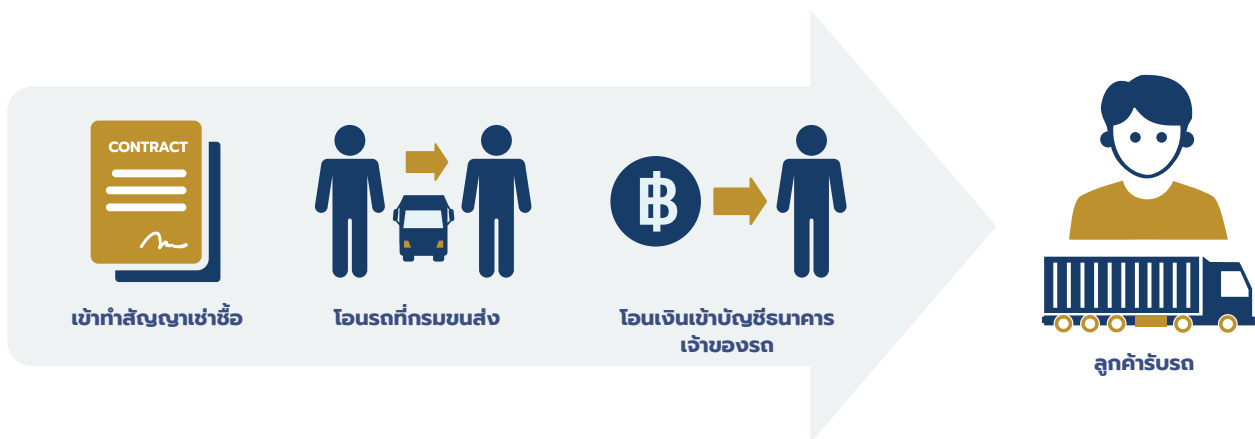 CONTRACT
เข้าทำสัญญาเช่าซื้อ
โอนรถที่กรมขนส่ง
โอนเงินเข้าบัญชีธนาคาร
เจ้าของรถ
ลูกค้ารับรถ